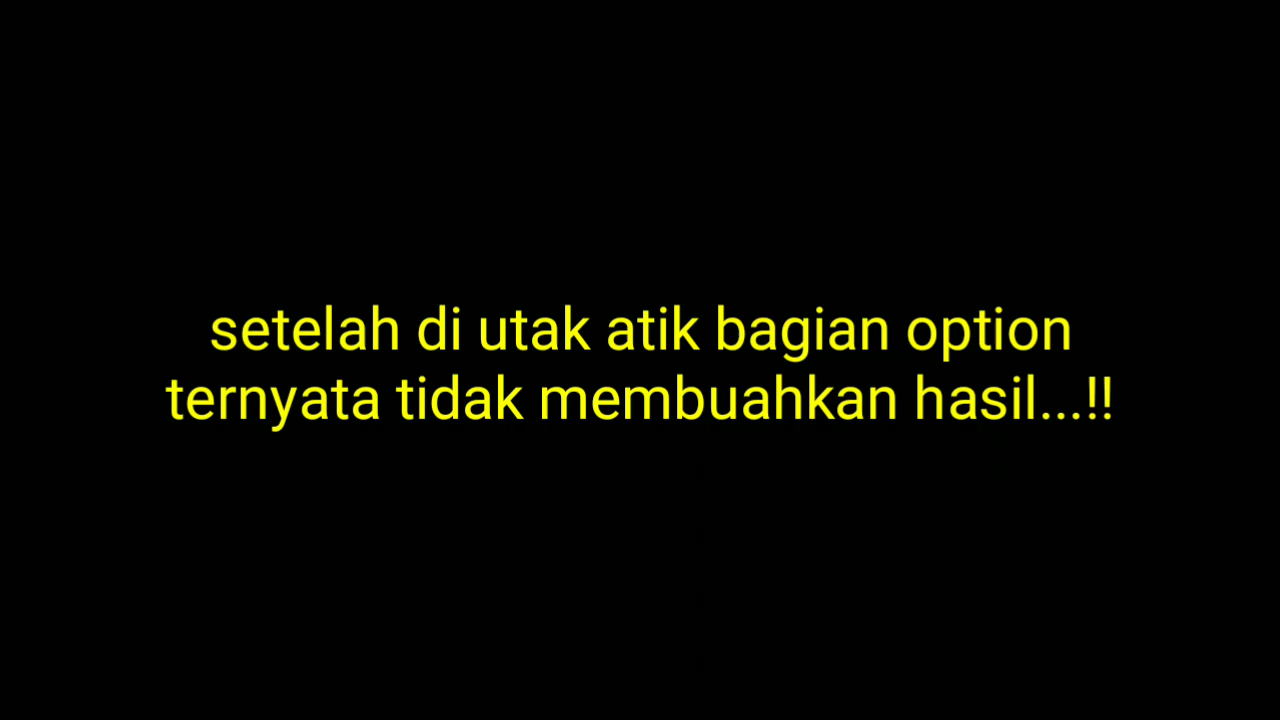 setelah di utak atik bagian option
ternyata tidak membuahkan hasil...!!